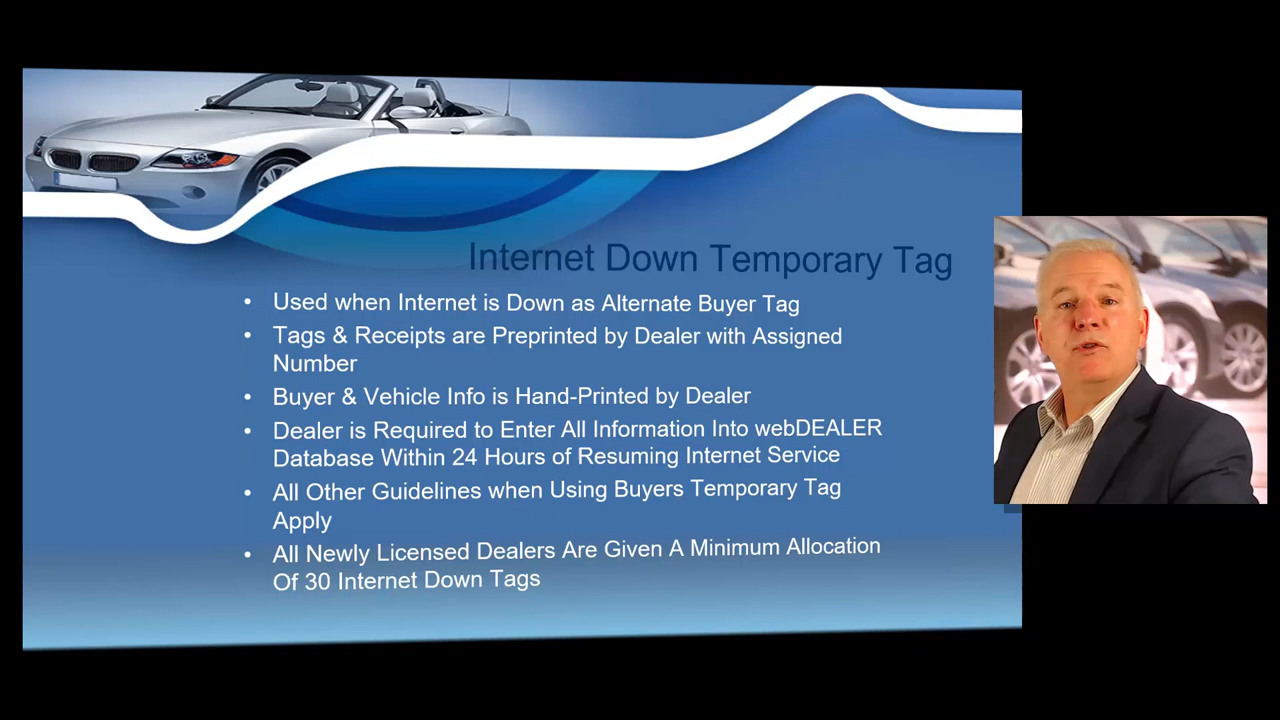 Internet Down Temporary Tag
• Used when Internet is Down as Alternate Buyer Tag
• Tags & Receipts are Preprinted by Dealer with Assigned
Number
• Buyer & Vehicle Info is Hand-Printed by Dealer
• Dealer is Required to Enter All Information Into webDEALER
Database Within 24 Hours of Resuming Internet Service
• All Other Guidelines when Using Buyers Temporary Tag
Apply
• All Newly Licensed Dealers Are Given A Minimum Allocation
Of 30 Internet Down Tags